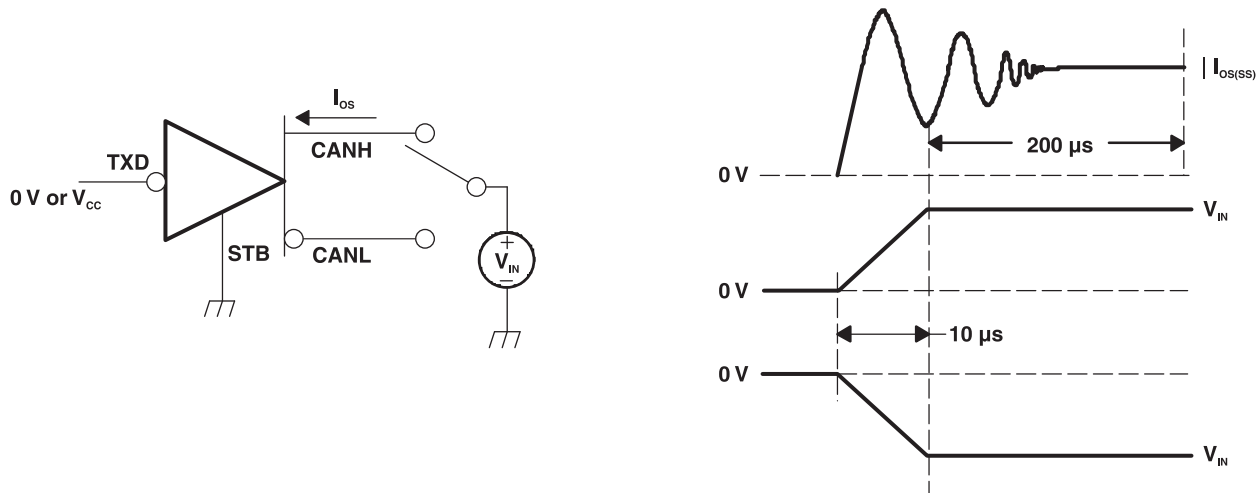 I_OS
TXD
CANH
0 V or V_CC
STB
CANL
+
V_IN
–
| I_OS(SS)
200 µs
0 V
V_IN
0 V
10 µs
0 V
V_IN